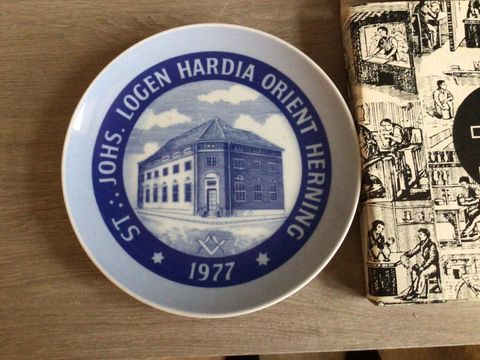 ST.·. JOHS. LOGEN HARDIA ORIENT HERNING
1977